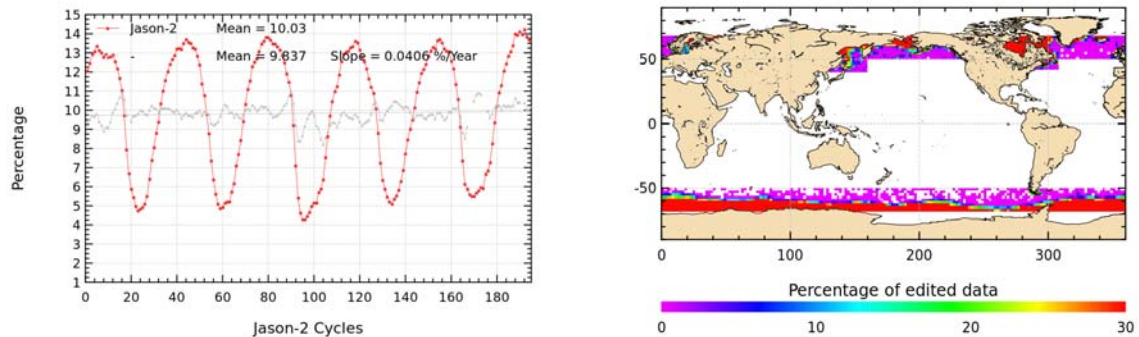 Jason-2 Mean = 10.03
- Mean = 9.837 Slope = 0.0406 %/Year
Percentage
15
14
13
12
11
10
9
8
7
6
5
4
3
2
1
0 20 40 60 80 100 120 140 160 180
Jason-2 Cycles
50
0
-50
0 100 200 300
Percentage of edited data
0 10 20 30